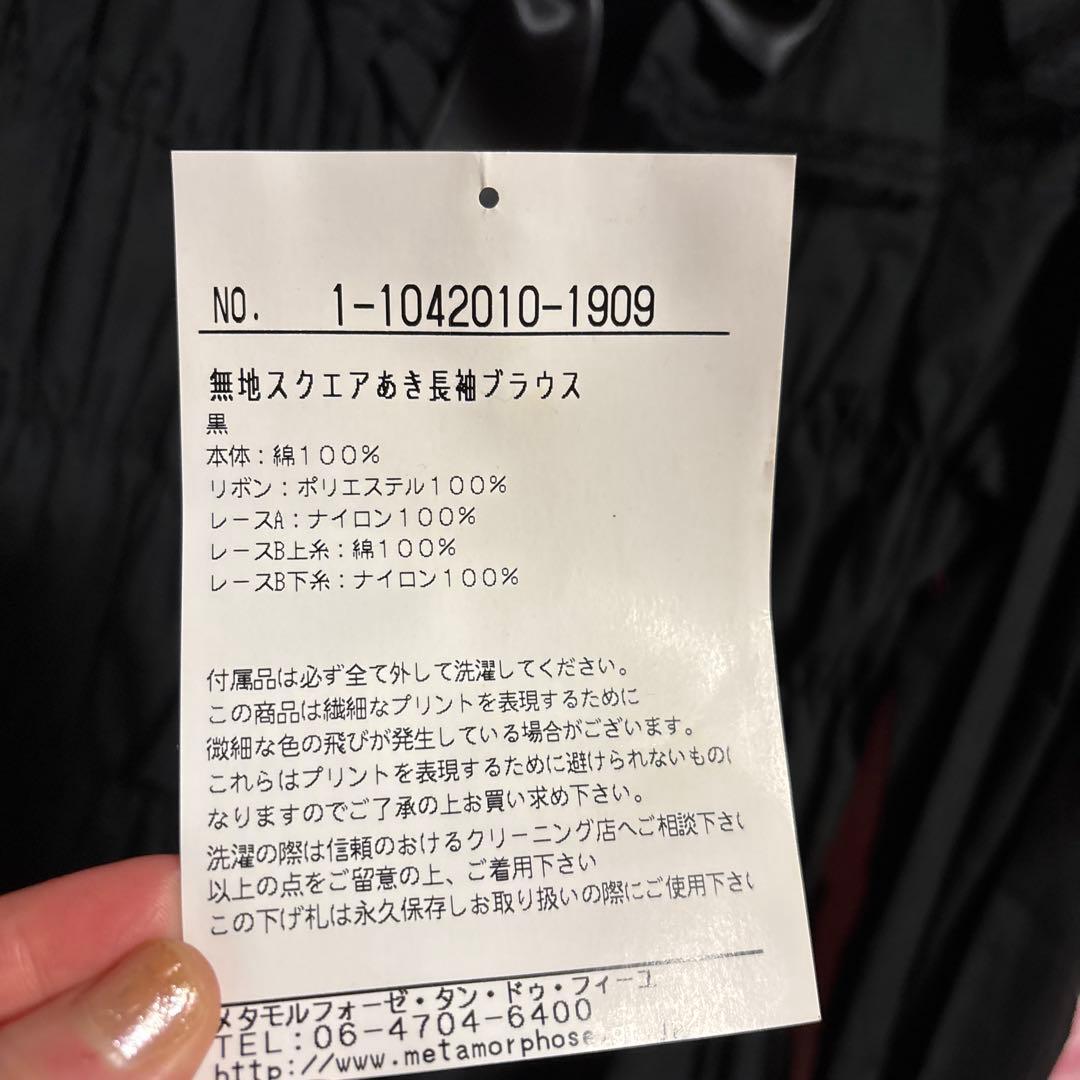 NO. 1-1042010-1909
無地スクエアあき長袖ブラウス
黒
本体：綿１００％
リボン：ポリエステル１００％
レースA：ナイロン１００％
レースB上糸：綿１００％
レースB下糸：ナイロン１００％
付属品は必ず全て外して洗濯してください。
この商品は繊細なプリントを表現するために
微細な色の飛びが発生している場合がございます。
これらはプリントを表現するために避けられないもの
なりますのでご了承の上お買い求め下さい。
洗濯の際は信頼のおけるクリーニング店へご相談下さい
以上の点をご留意の上、ご着用下さい
この下げ札は永久保存しお取り扱いの際にご使用下さい
メタモルフォーゼ・タン・ドゥ・フィーユ
TEL：06-4704-6400
http://www.metamorphose